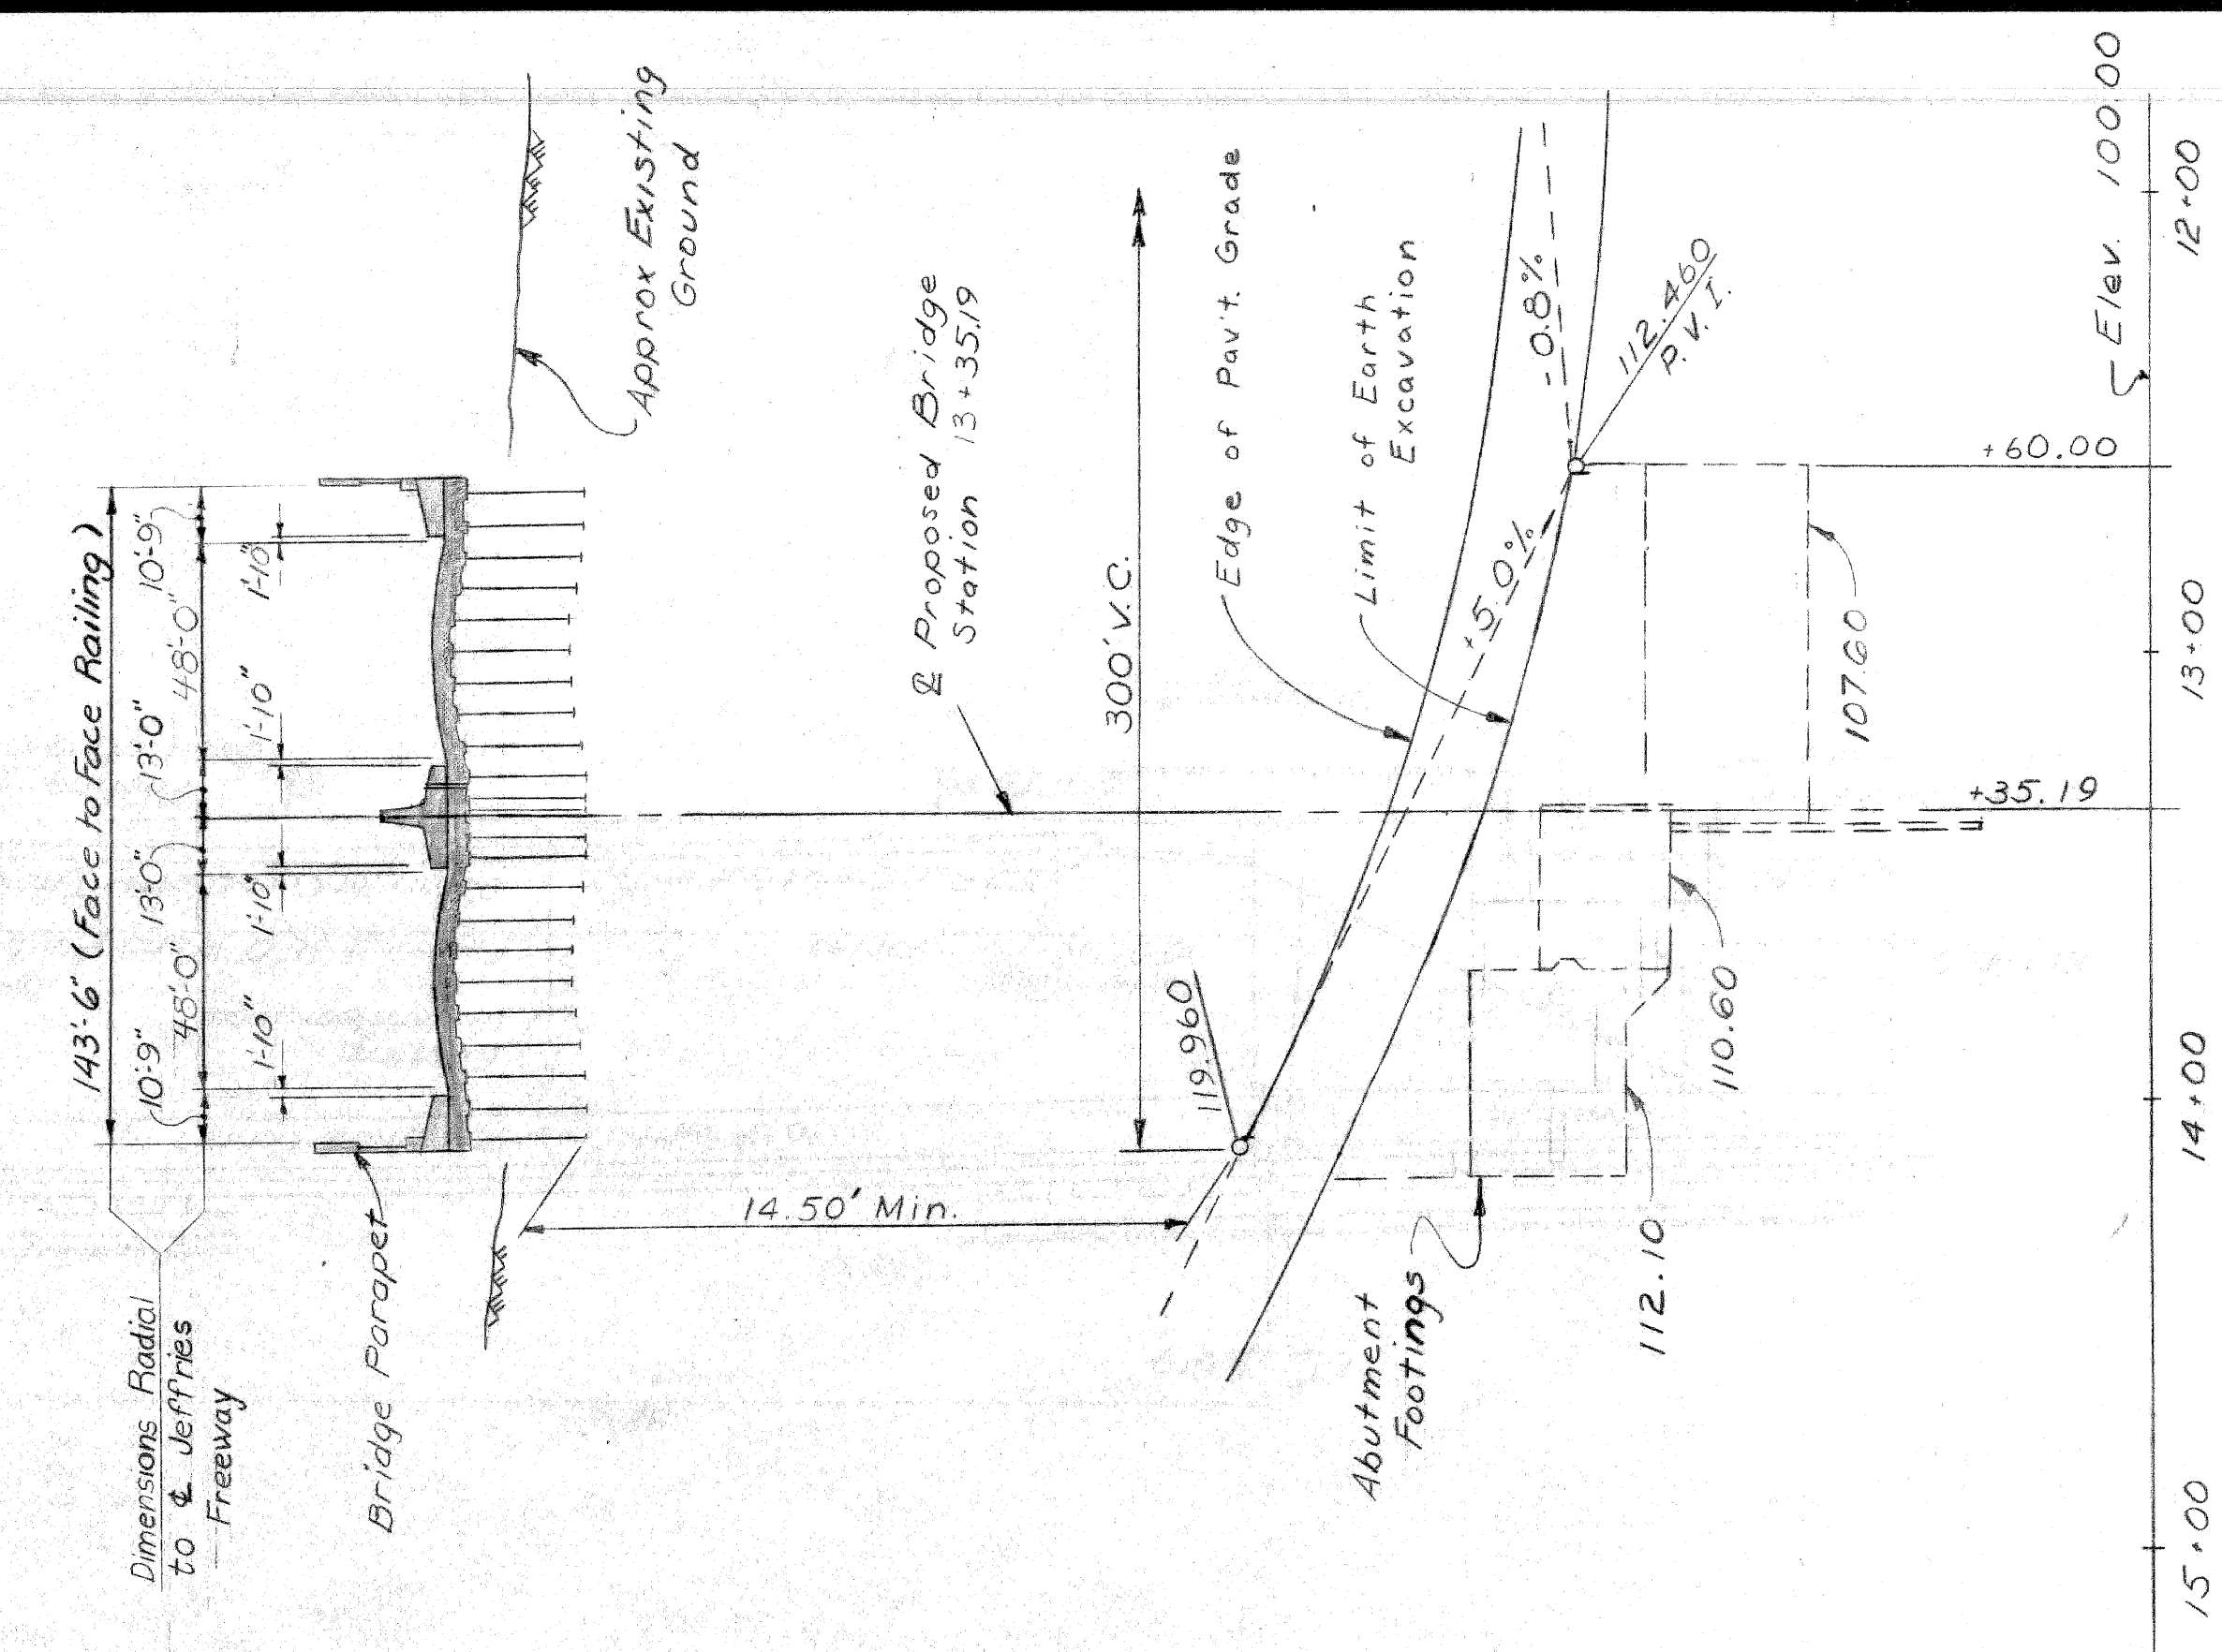 143'-6" (Face to Face Railing)
10'-9"
13'-0"
13'-0"
10'-9"
48'-0"
48'-0"
1'-10"
1'-10"
1'-10"
1'-10"
Dimensions Radial
to ℄ Jeffries
Freeway
Bridge Parapet
Approx Existing
Ground
℄ Proposed Bridge
Station 13+35.19
14.50' Min.
300' V.C.
119.960
Edge of Pav't. Grade
Limit of Earth
Excavation
+5.0%
-0.8%
112.460
P.V.I.
Abutment
Footings
112.10
110.60
107.60
+35.19
+60.00
Elev. 100.00
15+00
14+00
13+00
12+00